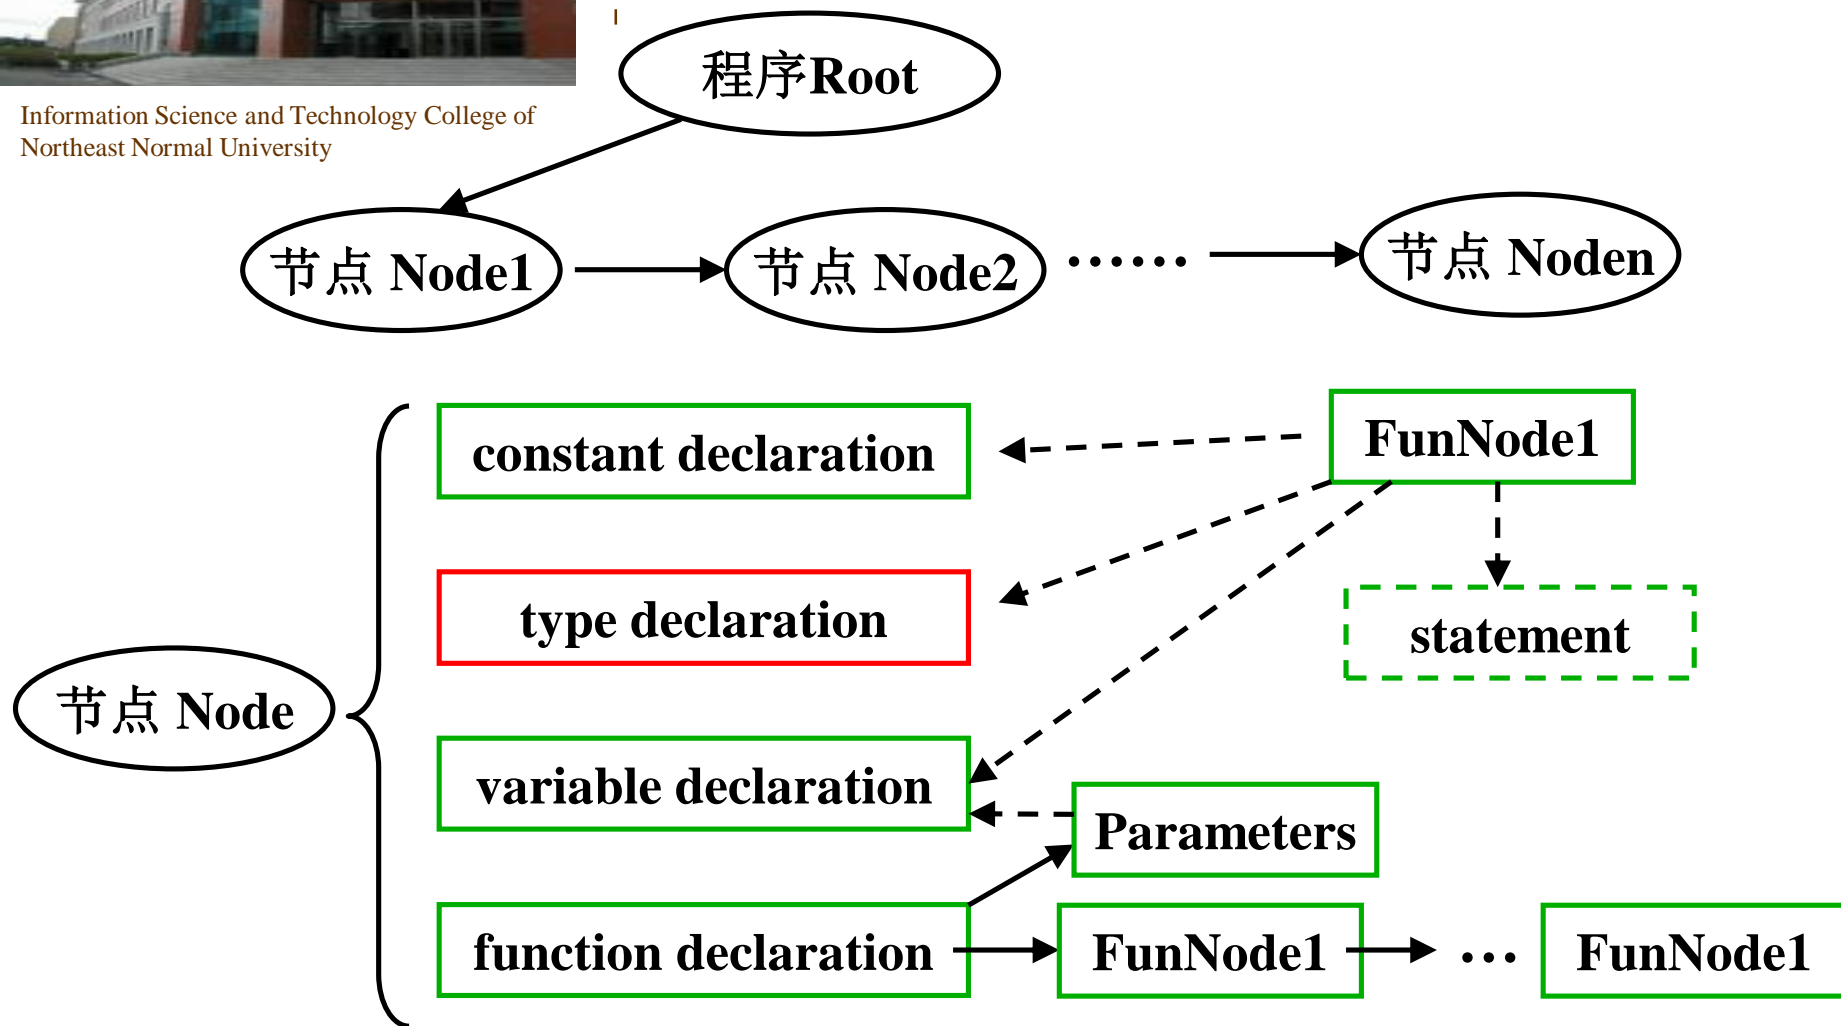 程序Root
Information Science and Technology College of
Northeast Normal University
节点 Node1
节点 Node2
……
节点 Noden
constant declaration
FunNode1
type declaration
statement
节点 Node
variable declaration
Parameters
function declaration
FunNode1
…
FunNode1